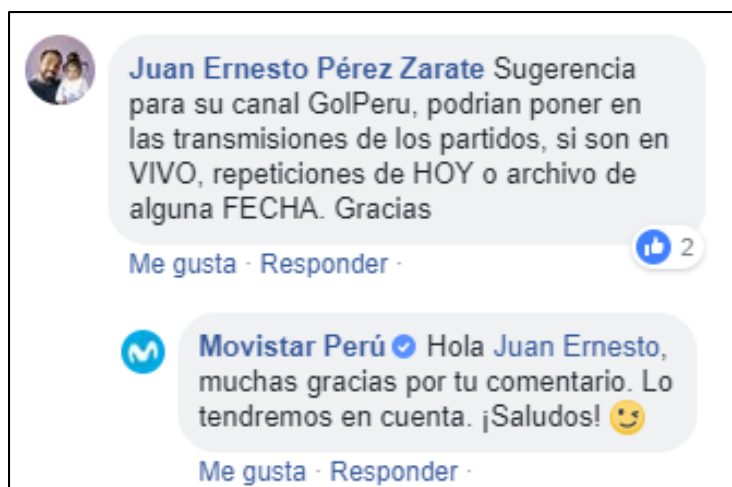 Juan Ernesto Pérez Zarate Sugerencia
para su canal GolPeru, podrian poner en
las transmisiones de los partidos, si son en
VIVO, repeticiones de HOY o archivo de
alguna FECHA. Gracias
2
Me gusta · Responder ·
Movistar Perú Hola Juan Ernesto,
muchas gracias por tu comentario. Lo
tendremos en cuenta. ¡Saludos! 😉
Me gusta · Responder ·